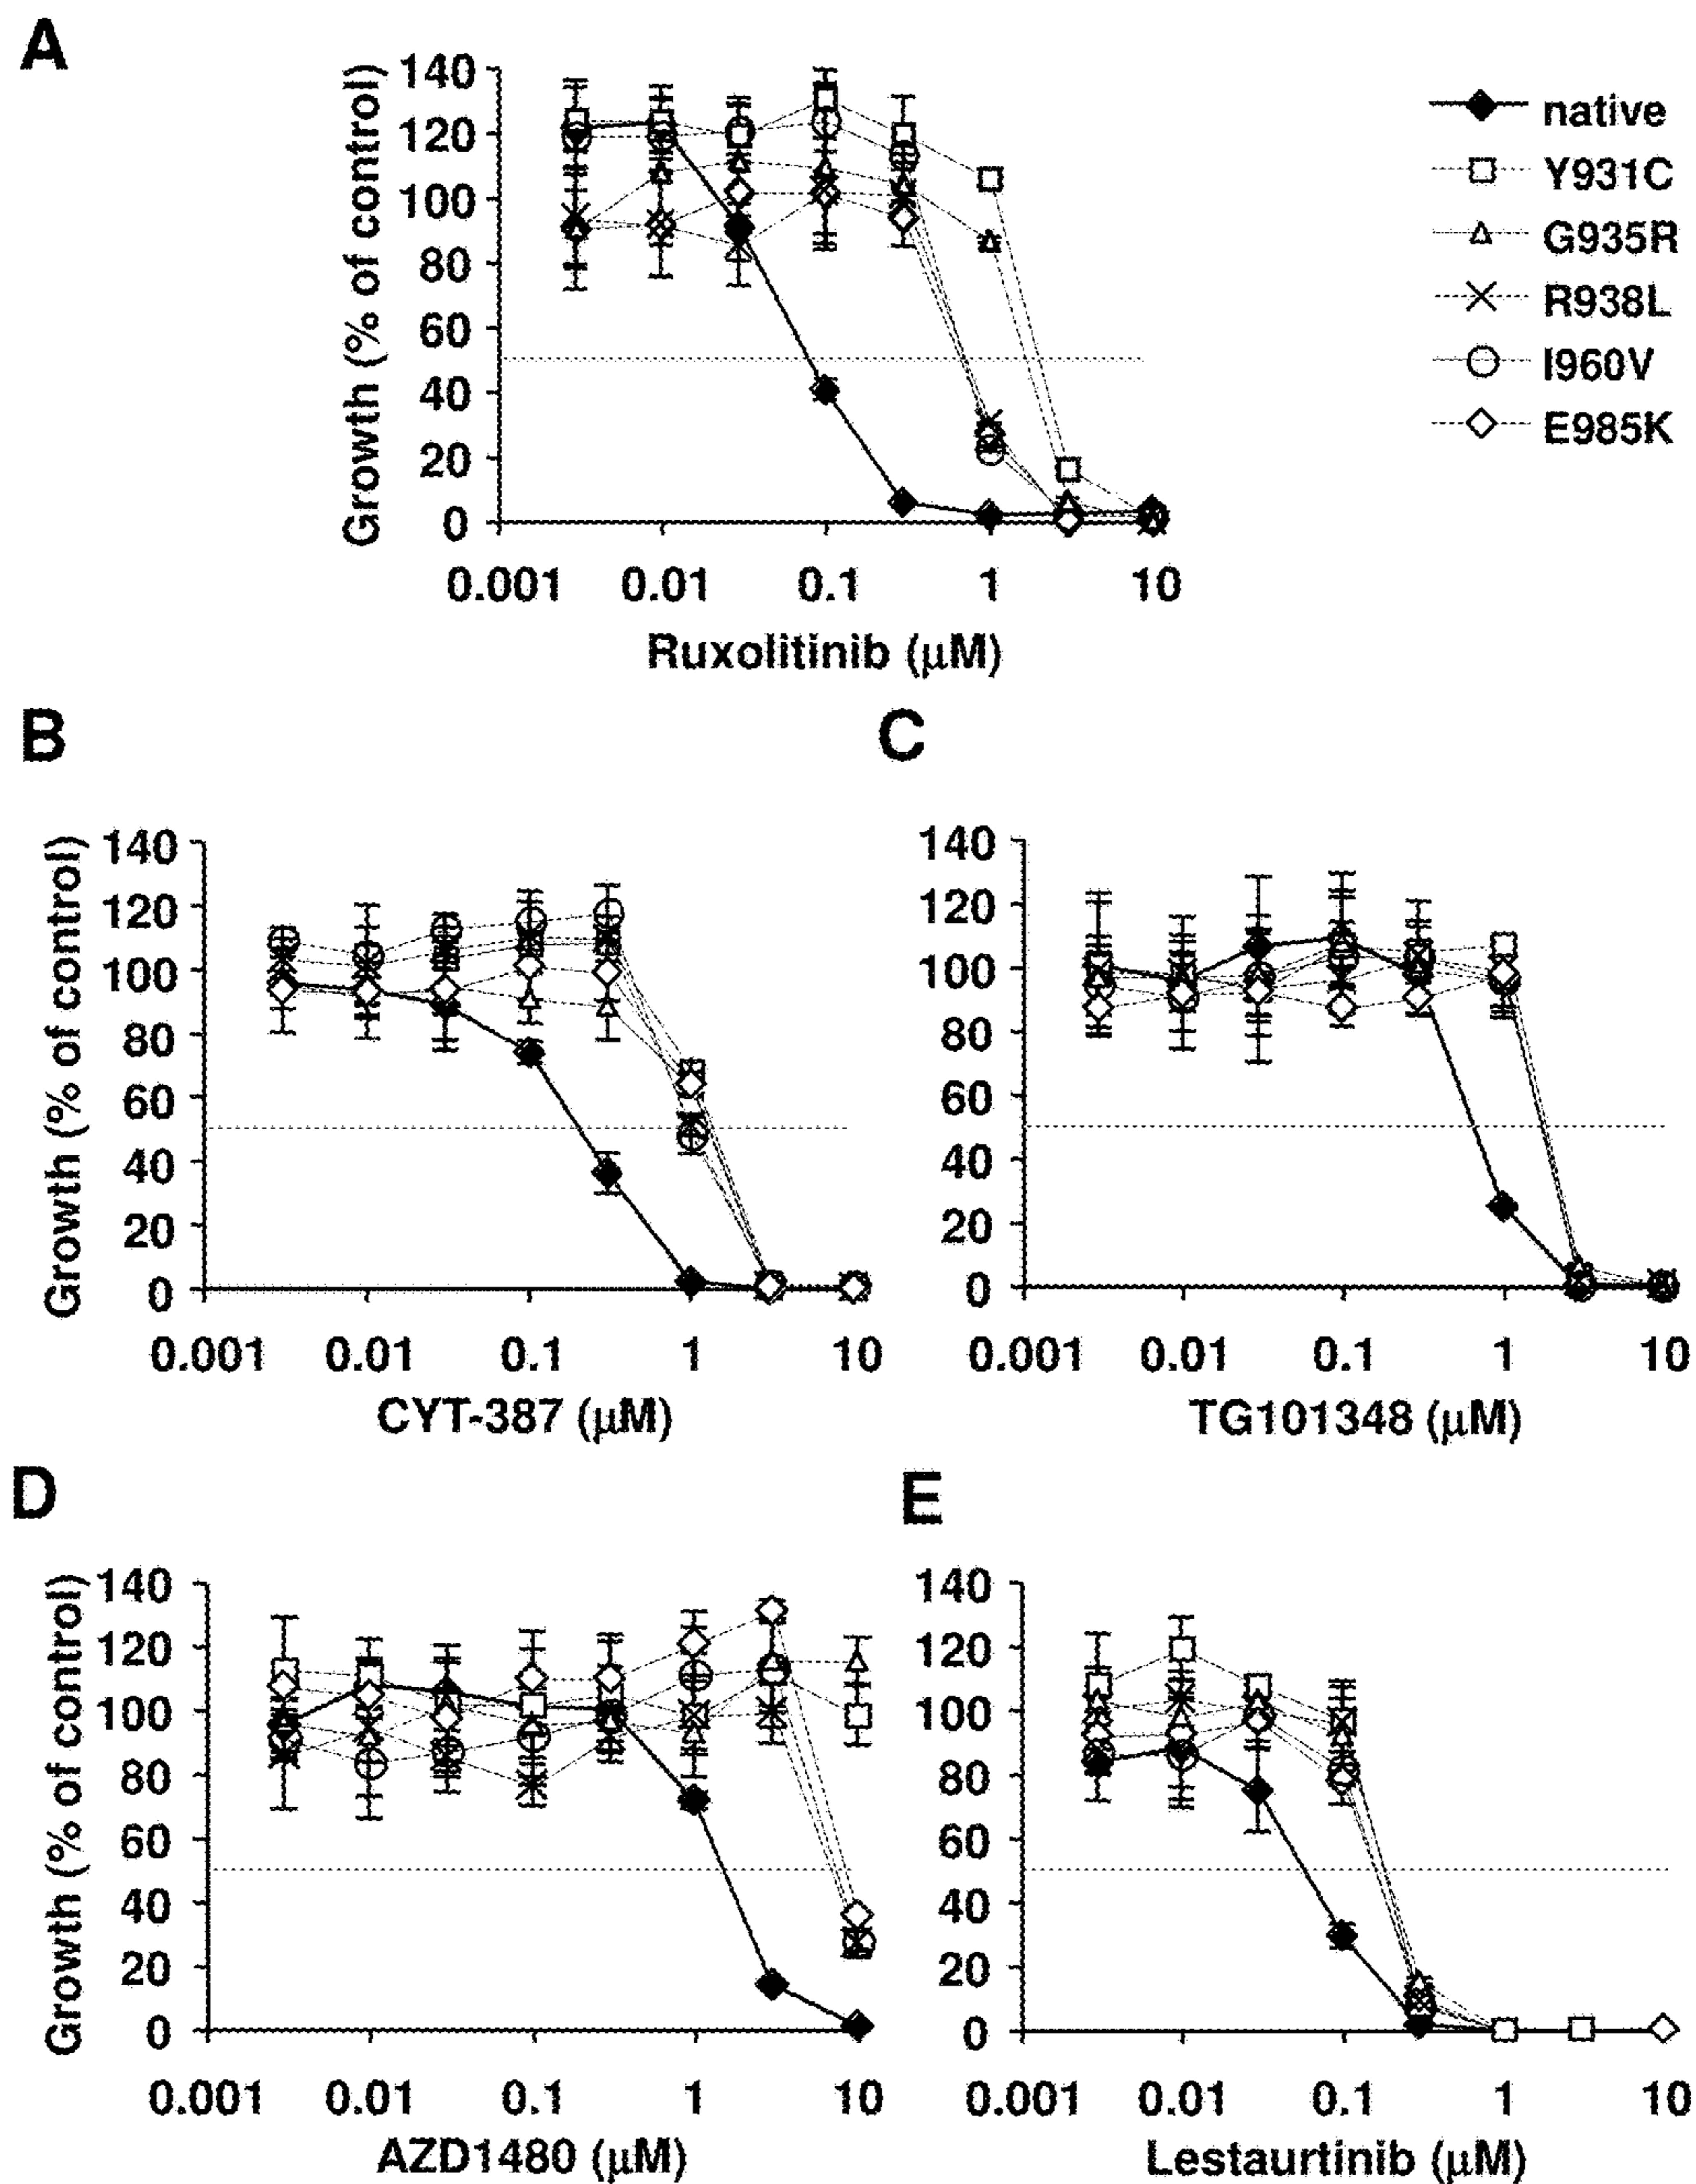 A
Growth (% of control)
140
120
100
80
60
40
20
0
0.001 0.01 0.1 1 10
Ruxolitinib (μM)
native
Y931C
G935R
R938L
I960V
E985K
B
Growth (% of control)
140
120
100
80
60
40
20
0
0.001 0.01 0.1 1 10
CYT-387 (μM)
C
140
120
100
80
60
40
20
0
0.001 0.01 0.1 1 10
TG101348 (μM)
D
Growth (% of control)
140
120
100
80
60
40
20
0
0.001 0.01 0.1 1 10
AZD1480 (μM)
E
140
120
100
80
60
40
20
0
0.001 0.01 0.1 1 10
Lestaurtinib (μM)